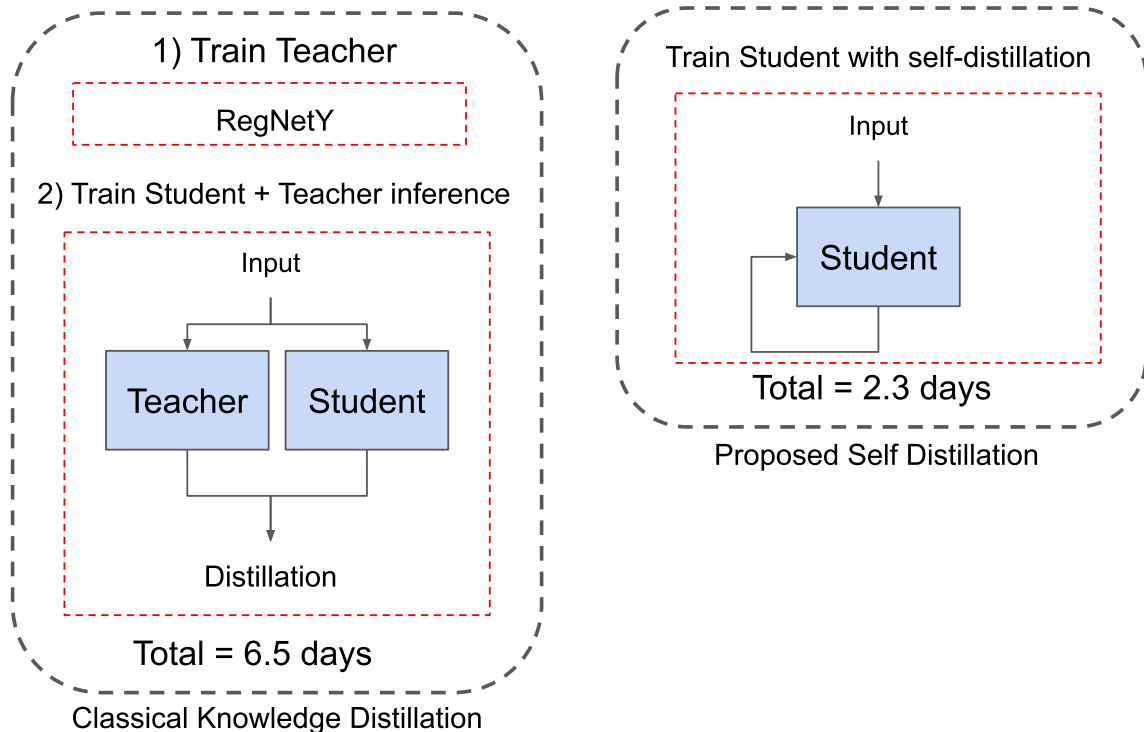 1) Train Teacher
RegNetY
2) Train Student + Teacher inference
Input
Teacher
Student
Distillation
Total = 6.5 days
Classical Knowledge Distillation
Train Student with self-distillation
Input
Student
Total = 2.3 days
Proposed Self Distillation